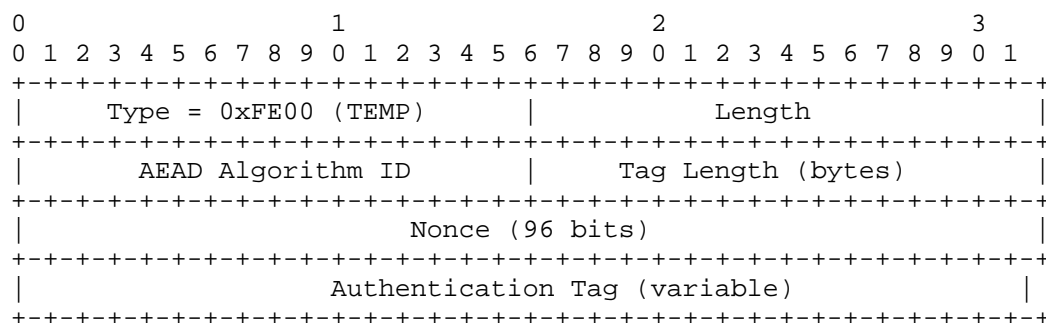 0                   1                   2                   3
0 1 2 3 4 5 6 7 8 9 0 1 2 3 4 5 6 7 8 9 0 1 2 3 4 5 6 7 8 9 0 1
+-+-+-+-+-+-+-+-+-+-+-+-+-+-+-+-+-+-+-+-+-+-+-+-+-+-+-+-+-+-+-+-+
|     Type = 0xFE00 (TEMP)      |           Length              |
+-+-+-+-+-+-+-+-+-+-+-+-+-+-+-+-+-+-+-+-+-+-+-+-+-+-+-+-+-+-+-+-+
|       AEAD Algorithm ID       |     Tag Length (bytes)        |
+-+-+-+-+-+-+-+-+-+-+-+-+-+-+-+-+-+-+-+-+-+-+-+-+-+-+-+-+-+-+-+-+
|                        Nonce (96 bits)                        |
+-+-+-+-+-+-+-+-+-+-+-+-+-+-+-+-+-+-+-+-+-+-+-+-+-+-+-+-+-+-+-+-+
|                   Authentication Tag (variable)              |
+-+-+-+-+-+-+-+-+-+-+-+-+-+-+-+-+-+-+-+-+-+-+-+-+-+-+-+-+-+-+-+-+